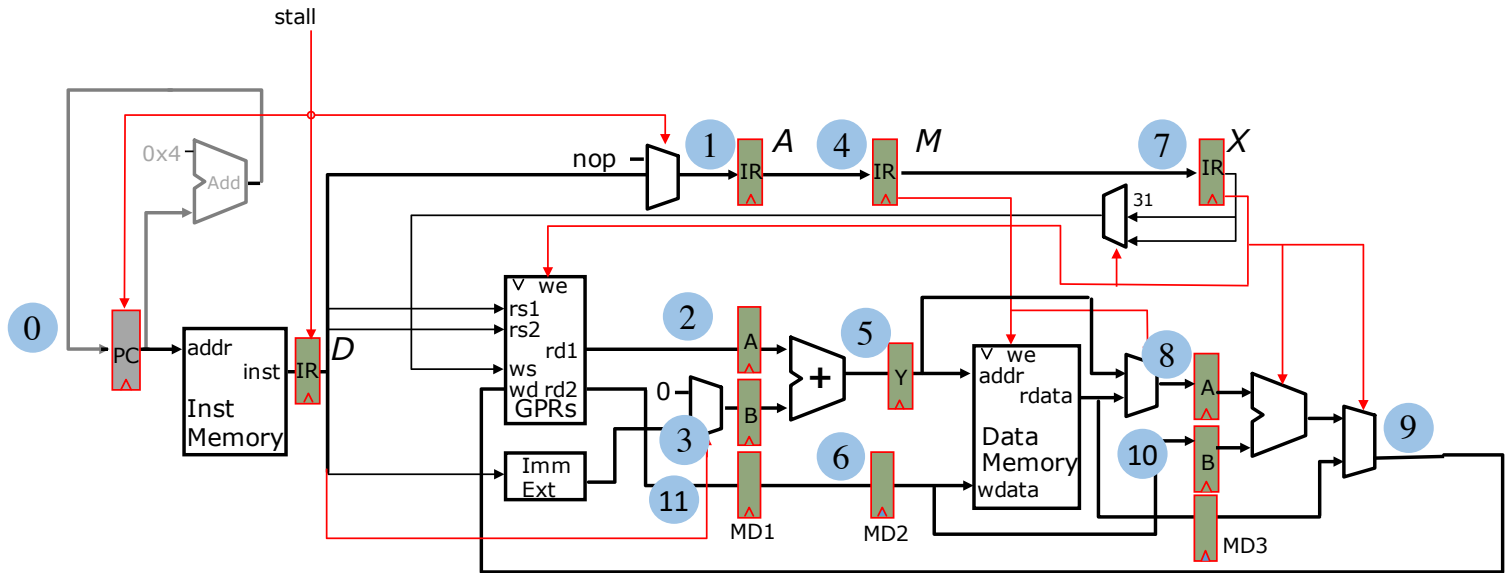 stall
0x4
Add
nop
1
IR
A
4
IR
M
7
IR
X
31
0
PC
addr
inst
Inst
Memory
IR
D
we
rs1
rs2
rd1
ws
wd rd2
GPRs
Imm
Ext
2
A
0
3
B
11
MD1
+
5
Y
6
MD2
we
addr
rdata
Data
Memory
wdata
8
A
10
B
MD3
9